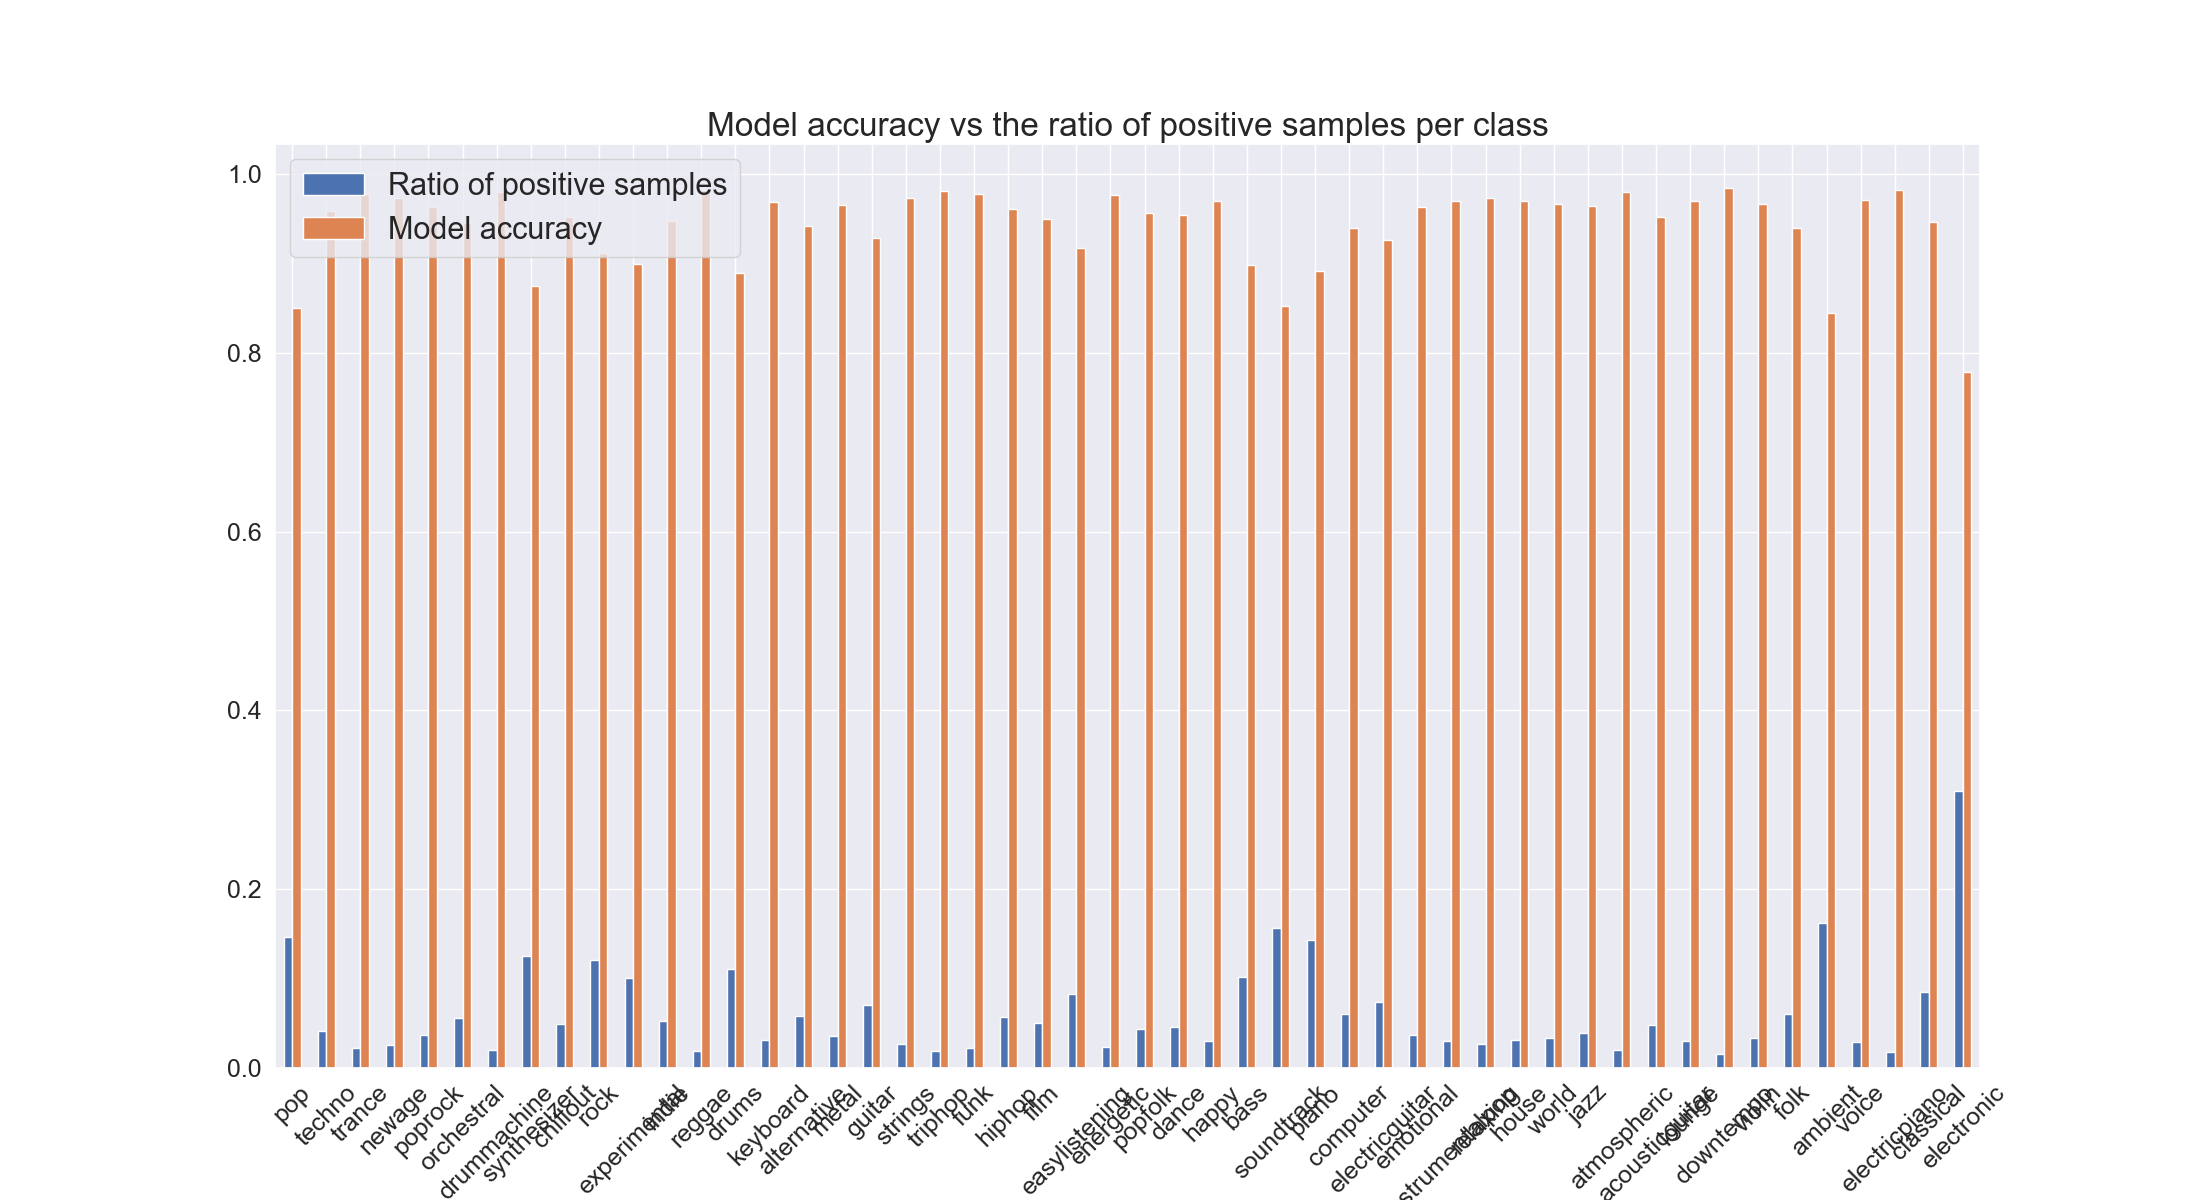 Model accuracy vs the ratio of positive samples per class
Ratio of positive samples
Model accuracy
1.0
0.8
0.6
0.4
0.2
0.0
pop
techno
trance
newage
poprock
orchestral
drummachine
synthesizer
chillout
rock
experimental
indie
reggae
drums
keyboard
alternative
metal
guitar
strings
triphop
funk
hiphop
film
easylistening
energetic
popfolk
dance
happy
bass
soundtrack
piano
computer
electricguitar
emotional
relaxing
house
world
jazz
atmospheric
acousticguitar
lounge
downtempo
violin
folk
ambient
voice
electricpiano
classical
electronic